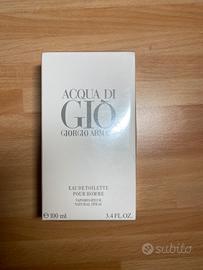 ACQUA DI
GIÒ
GIORGIO ARMANI
EAU DE TOILETTE
POUR HOMME
VAPORISATEUR
NATURAL SPRAY
℮ 100 ml 3.4 FL.OZ.
subito